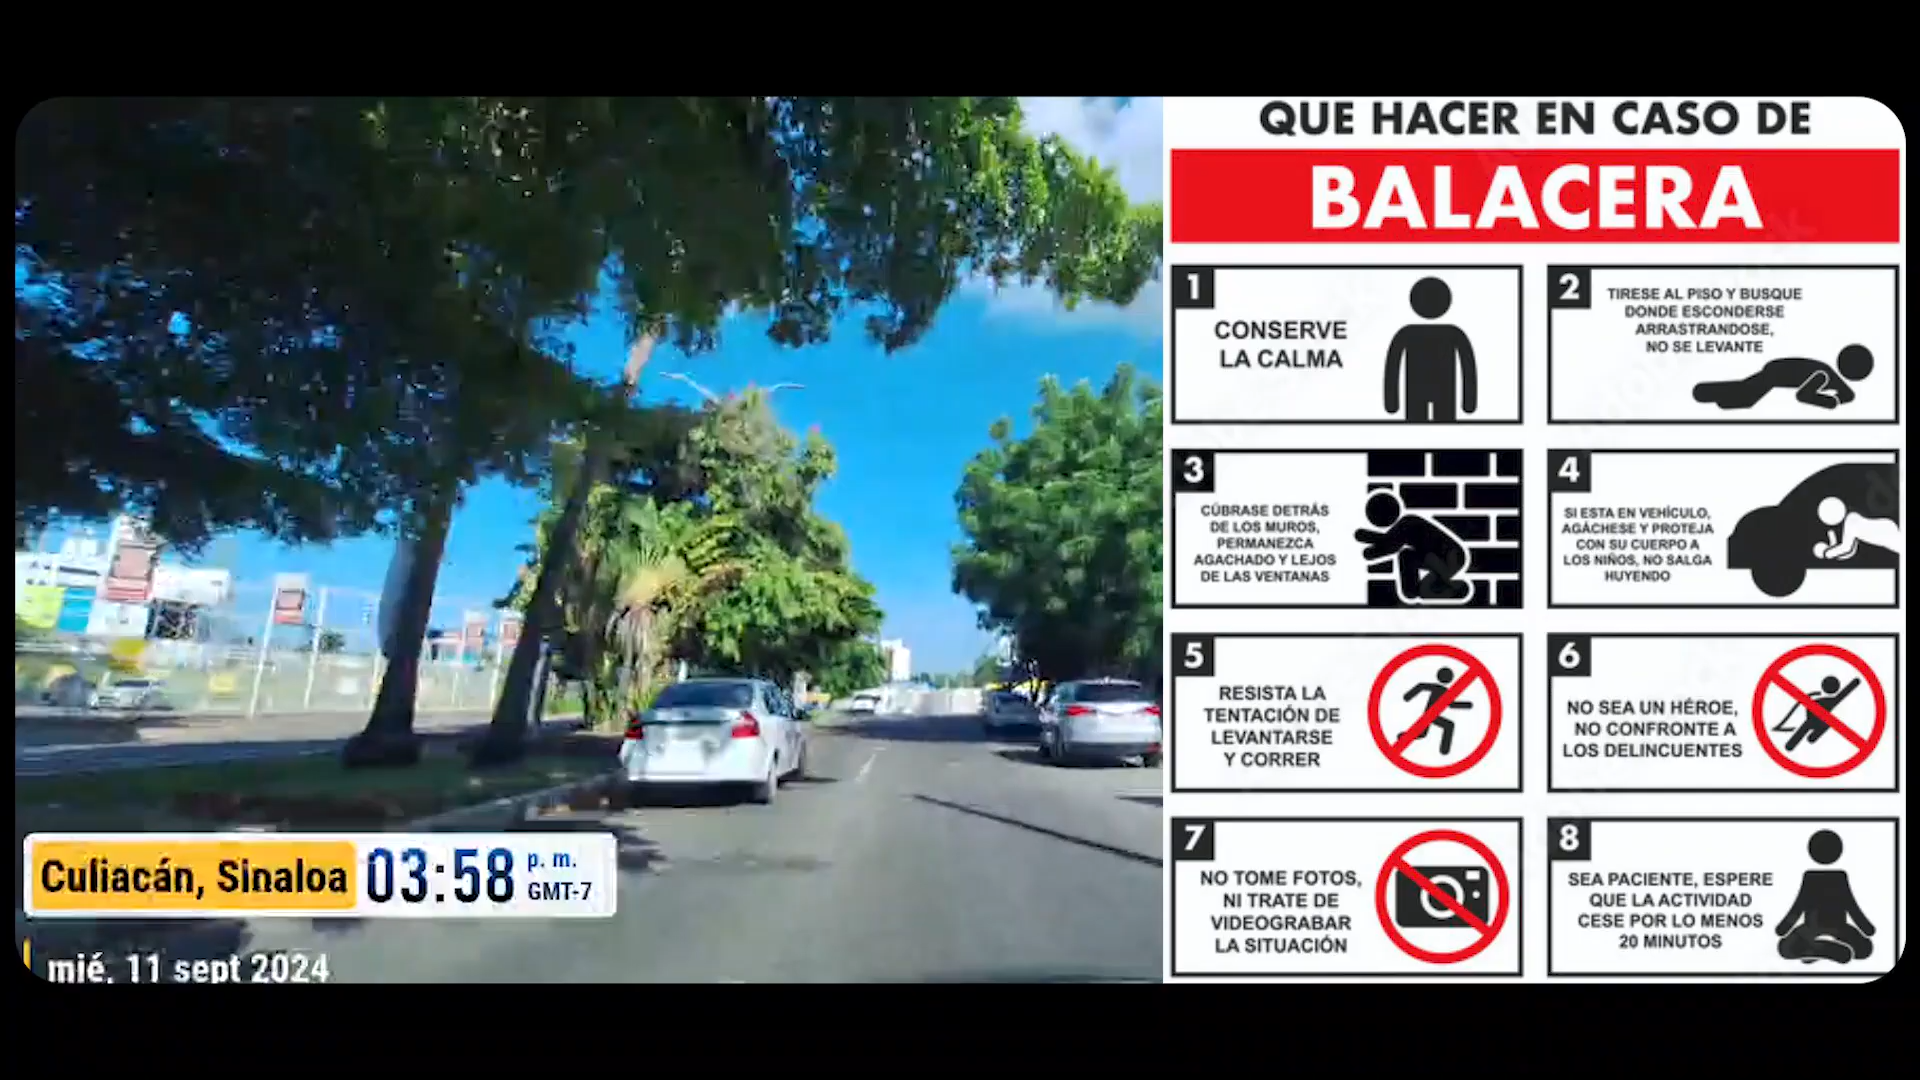 Culiacán, Sinaloa
03:58
p. m.
GMT-7
mié. 11 sept 2024
QUE HACER EN CASO DE
BALACERA
1
CONSERVE
LA CALMA
2
TIRESE AL PISO Y BUSQUE
DONDE ESCONDERSE
ARRASTRANDOSE,
NO SE LEVANTE
3
CÚBRASE DETRÁS
DE LOS MUROS,
PERMANEZCA
AGACHADO Y LEJOS
DE LAS VENTANAS
4
SI ESTA EN VEHÍCULO,
AGÁCHESE Y PROTEJA
CON SU CUERPO A
LOS NIÑOS, NO SALGA
HUYENDO
5
RESISTA LA
TENTACIÓN DE
LEVANTARSE
Y CORRER
6
NO SEA UN HÉROE,
NO CONFRONTE A
LOS DELINCUENTES
7
NO TOME FOTOS,
NI TRATE DE
VIDEOGRABAR
LA SITUACIÓN
8
SEA PACIENTE, ESPERE
QUE LA ACTIVIDAD
CESE POR LO MENOS
20 MINUTOS